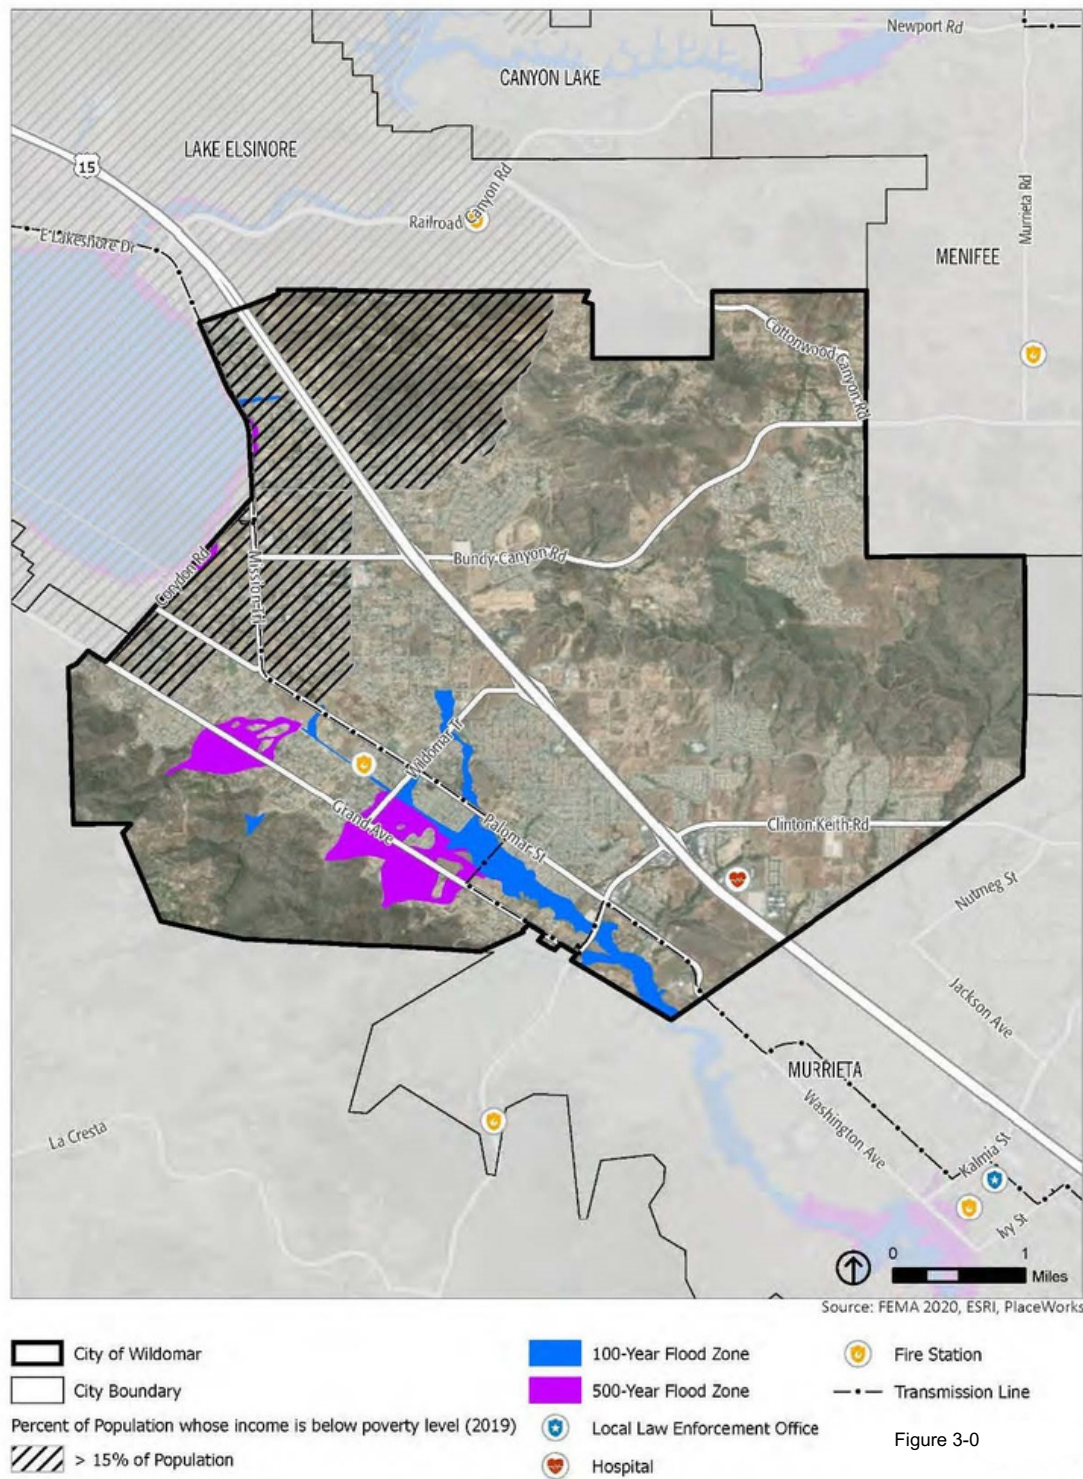 Newport Rd
CANYON LAKE
LAKE ELSINORE
15
Railroad Canyon Rd
Murrieta Rd
E Lakeshore Dr
MENIFEE
Cottonwood Canyon Rd
Bundy Canyon Rd
Corydon Rd
Mission Trl
Wildomar Tr
Grand Ave
Palomar St
Clinton Keith Rd
Nutmeg St
Jackson Ave
MURRIETA
Washington Ave
La Cresta
Kalmia St
Ivy St
0 1
Miles
Source: FEMA 2020, ESRI, PlaceWorks
City of Wildomar
City Boundary
Percent of Population whose income is below poverty level (2019)
> 15% of Population
100-Year Flood Zone
500-Year Flood Zone
Local Law Enforcement Office
Hospital
Fire Station
Transmission Line
Figure 3-0